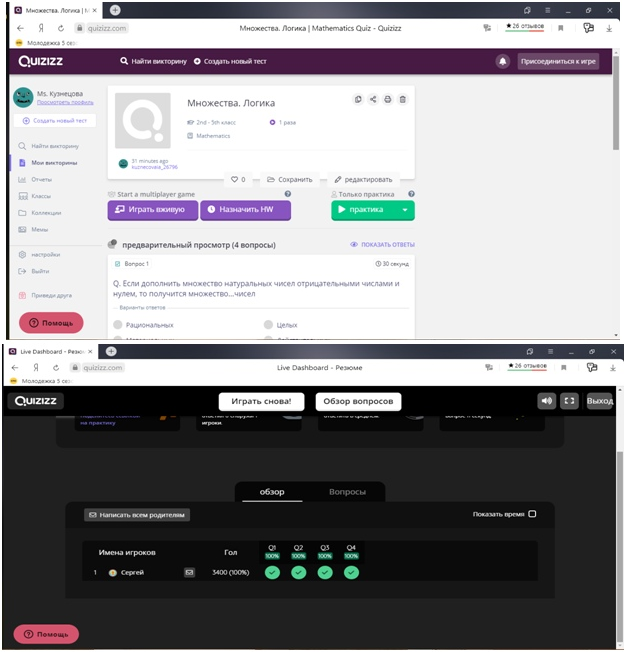 Множества. Логика | M
Я
quizizz.com
Множества. Логика | Mathematics Quiz - Quizizz
★26 отзывов
Молодежка 5 сез
QUIZIZZ
Найти викторину
Создать новый тест
Присоединиться к игре
Ms. Кузнецова
Просмотреть профиль
Создать новый тест
Найти викторину
Мои викторины
Отчеты
Классы
Коллекции
Мемы
настройки
Выйти
Приведи друга
Помощь
Множества. Логика
2nd - 5th класс
1 раза
Mathematics
31 minutes ago
kuznecovaia_26796
0
Сохранить
редактировать
Start a multiplayer game
Только практика
Играть вживую
Назначить HW
практика
предварительный просмотр (4 вопросы)
ПОКАЗАТЬ ОТВЕТЫ
Вопрос 1
30 секунд
Q. Если дополнить множество натуральных чисел отрицательными числами и
нулем, то получится множество...чисел
Варианты ответов
Рациональных
Целых
Live Dashboard - Резюме
Я
quizizz.com
Live Dashboard - Резюме
★26 отзывов
Молодежка 5 сез
QUIZIZZ
Играть снова!
Обзор вопросов
Выход
на практику
игроки.
обзор
Вопросы
Написать всем родителям
Показать время
Имена игроков
Гол
Q1
Q2
Q3
Q4
100%
100%
100%
100%
1
Сергей
3400 (100%)
Помощь